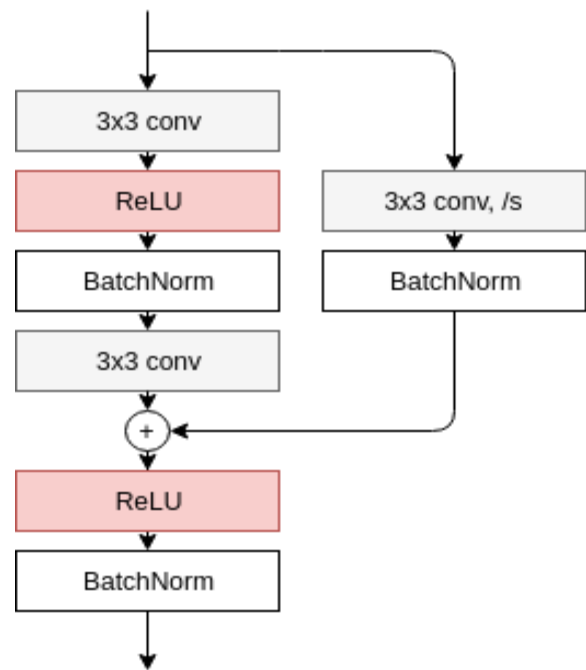 3x3 conv
ReLU
3x3 conv, /s
BatchNorm
BatchNorm
3x3 conv
+
ReLU
BatchNorm